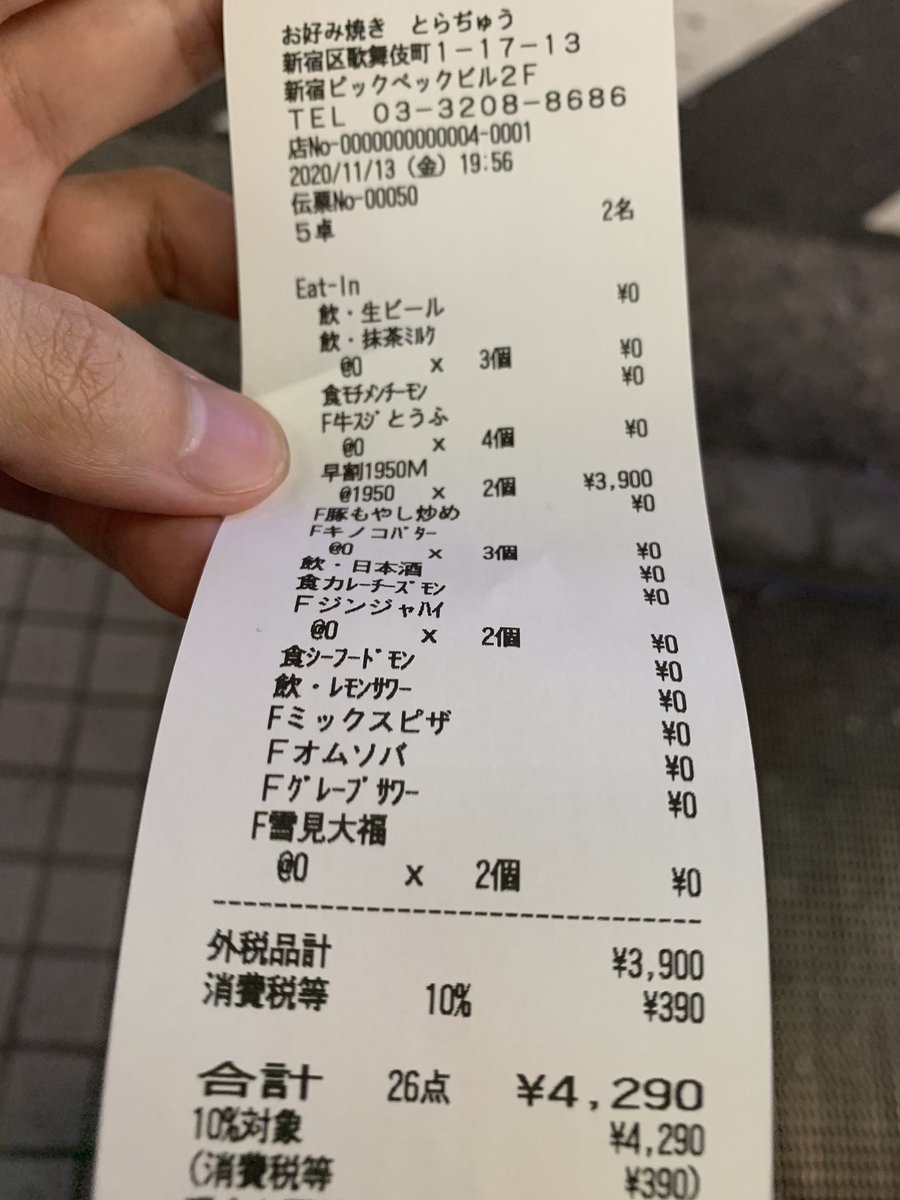 お好み焼き とらぢゅう
新宿区歌舞伎町1-17-13
新宿ビックペックビル2F
TEL 03-3208-8686
店No-0000000000004-0001
2020/11/13 (金) 19:56
伝票No-00050
5卓 2名
Eat-In
飲・生ビール ¥0
飲・抹茶ミルク
@0 x 3個 ¥0
食モチメンチーモン ¥0
F牛スジとうふ
@0 x 4個 ¥0
早割1950M
@1950 x 2個 ¥3,900
F豚もやし炒め ¥0
Fキノコバター
@0 x 3個 ¥0
飲・日本酒 ¥0
食カレーチーズモン ¥0
Fジンジャハイ
@0 x 2個 ¥0
食シーフードモン ¥0
飲・レモンサワー ¥0
Fミックスピザ ¥0
Fオムソバ ¥0
Fグレープサワー ¥0
F雪見大福
@0 x 2個 ¥0
外税品計 ¥3,900
消費税等 10% ¥390
合計 26点 ¥4,290
10%対象 ¥4,290
(消費税等 ¥390)